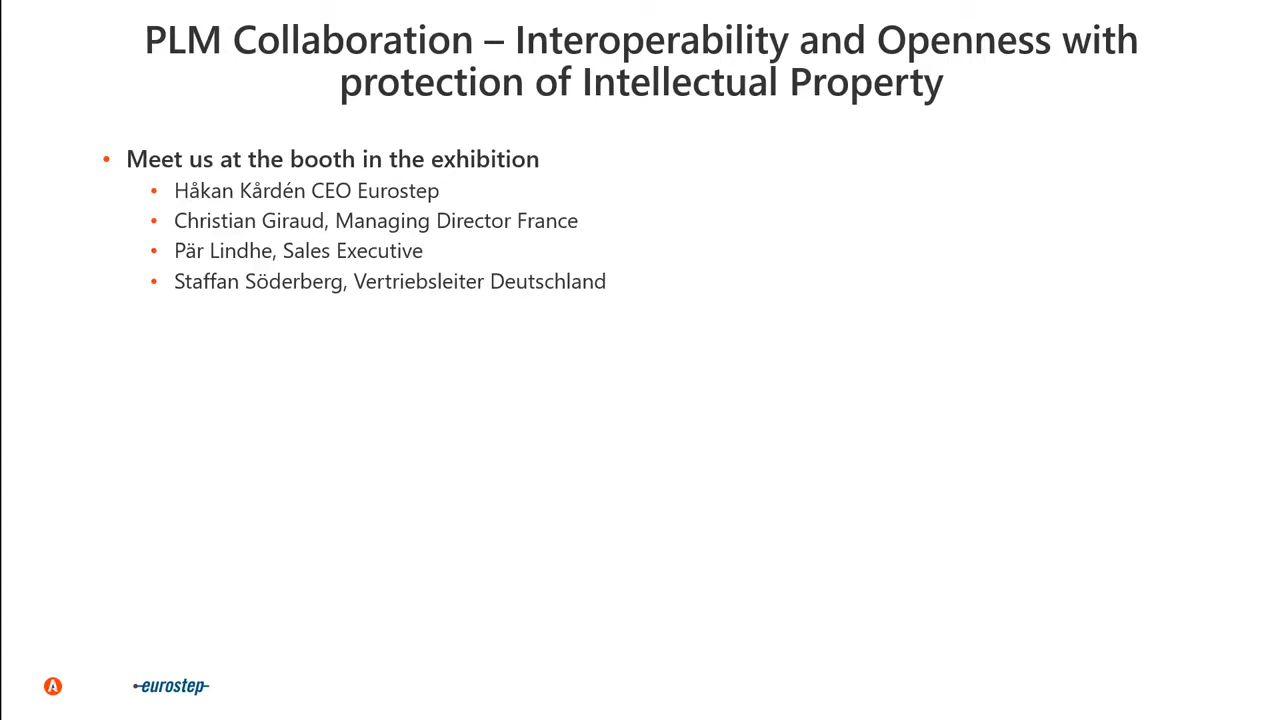 PLM Collaboration – Interoperability and Openness with
protection of Intellectual Property
• Meet us at the booth in the exhibition
• Håkan Kårdén CEO Eurostep
• Christian Giraud, Managing Director France
• Pär Lindhe, Sales Executive
• Staffan Söderberg, Vertriebsleiter Deutschland
A eurostep